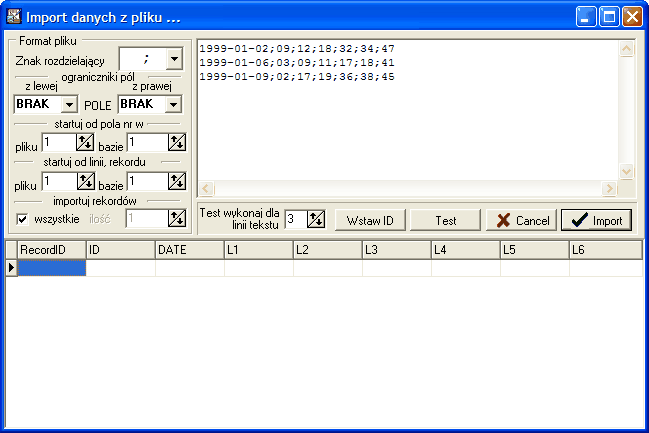 Import danych z pliku ...
Format pliku
Znak rozdzielający ;
ograniczniki pól
z lewej z prawej
BRAK POLE BRAK
startuj od pola nr w
pliku 1 bazie 1
startuj od linii, rekordu
pliku 1 bazie 1
importuj rekordów
wszystkie ilość 1
1999-01-02;09;12;18;32;34;47
1999-01-06;03;09;11;17;18;41
1999-01-09;02;17;19;36;38;45
Test wykonaj dla
linii tekstu 3 Wstaw ID Test Cancel Import
RecordID ID DATE L1 L2 L3 L4 L5 L6